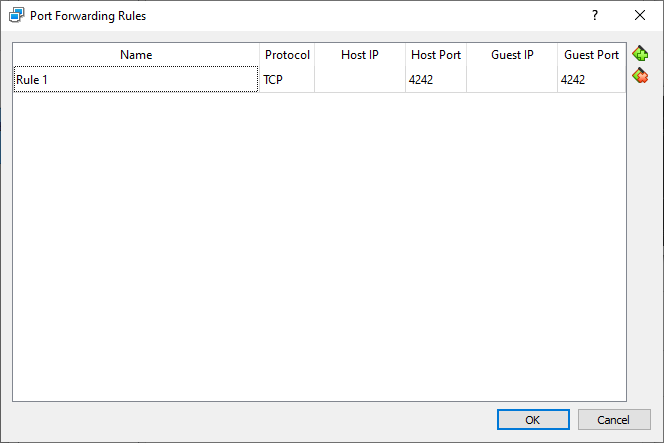 Port Forwarding Rules ?
Name Protocol Host IP Host Port Guest IP Guest Port
Rule 1 TCP 4242 4242
OK Cancel